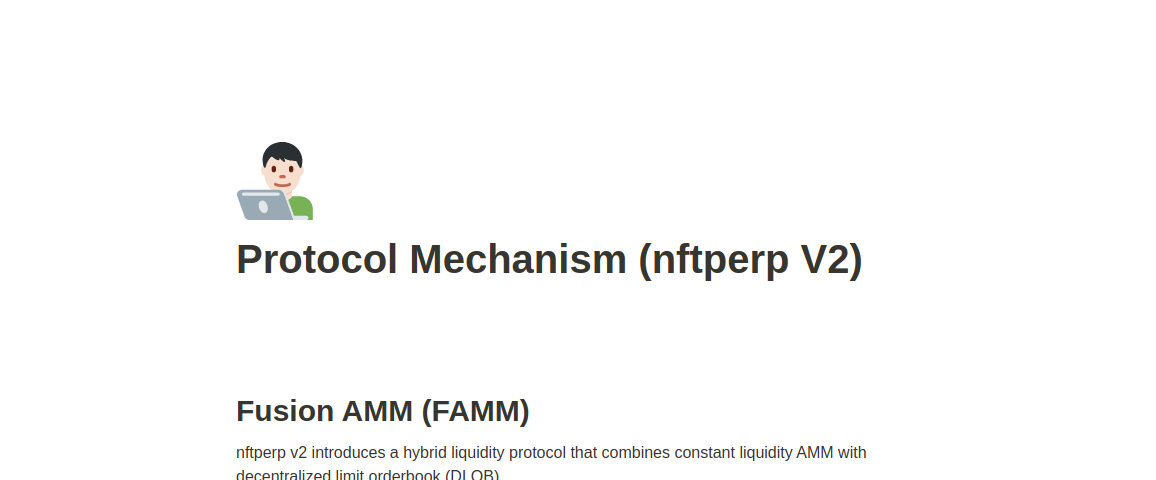 Protocol Mechanism (nftperp V2)
Fusion AMM (FAMM)
nftperp v2 introduces a hybrid liquidity protocol that combines constant liquidity AMM with
decentralized limit orderbook (DLOB)